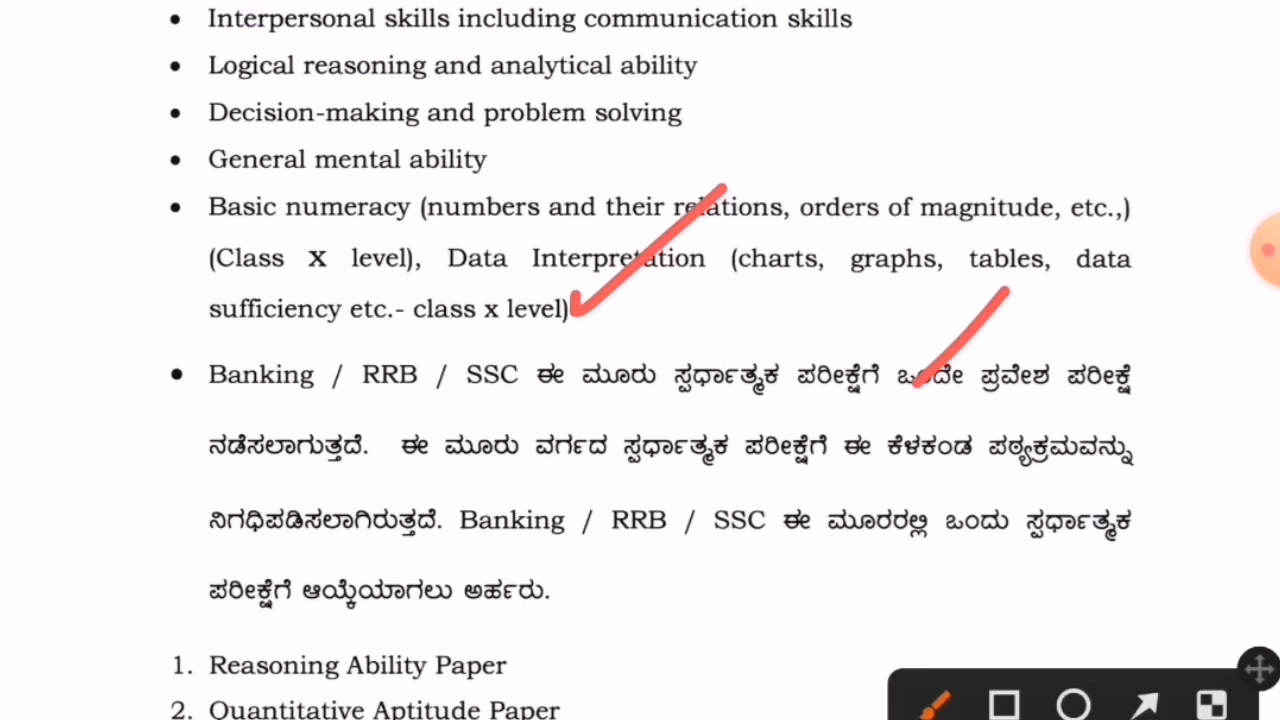 • Interpersonal skills including communication skills
• Logical reasoning and analytical ability
• Decision-making and problem solving
• General mental ability
• Basic numeracy (numbers and their relations, orders of magnitude, etc.,)
(Class X level), Data Interpretation (charts, graphs, tables, data
sufficiency etc.- class x level)
• Banking / RRB / SSC ಈ ಮೂರು ಸ್ಪರ್ಧಾತ್ಮಕ ಪರೀಕ್ಷೆಗೆ ಒಂದೇ ಪ್ರವೇಶ ಪರೀಕ್ಷೆ
ನಡೆಸಲಾಗುತ್ತದೆ. ಈ ಮೂರು ವರ್ಗದ ಸ್ಪರ್ಧಾತ್ಮಕ ಪರೀಕ್ಷೆಗೆ ಈ ಕೆಳಕಂಡ ಪಠ್ಯಕ್ರಮವನ್ನು
ನಿಗಧಿಪಡಿಸಲಾಗಿರುತ್ತದೆ. Banking / RRB / SSC ಈ ಮೂರರಲ್ಲಿ ಒಂದು ಸ್ಪರ್ಧಾತ್ಮಕ
ಪರೀಕ್ಷೆಗೆ ಆಯ್ಕೆಯಾಗಲು ಅರ್ಹರು.
1. Reasoning Ability Paper
2. Quantitative Aptitude Paper